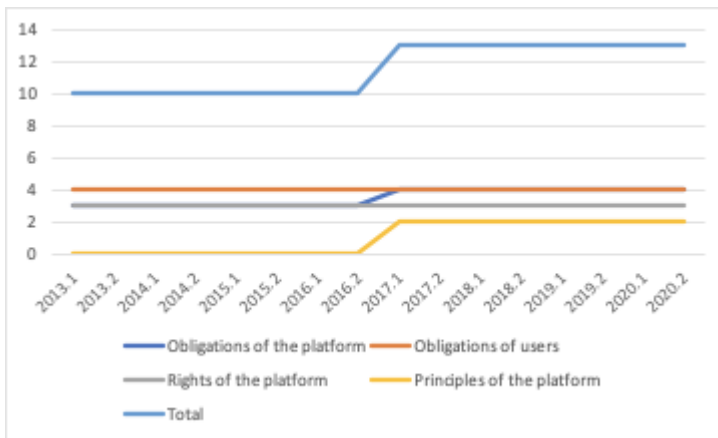 14
12
10
8
6
4
2
0
2013.1 2013.2 2014.1 2014.2 2015.1 2015.2 2016.1 2016.2 2017.1 2017.2 2018.1 2018.2 2019.1 2019.2 2020.1 2020.2
Obligations of the platform Obligations of users
Rights of the platform Principles of the platform
Total